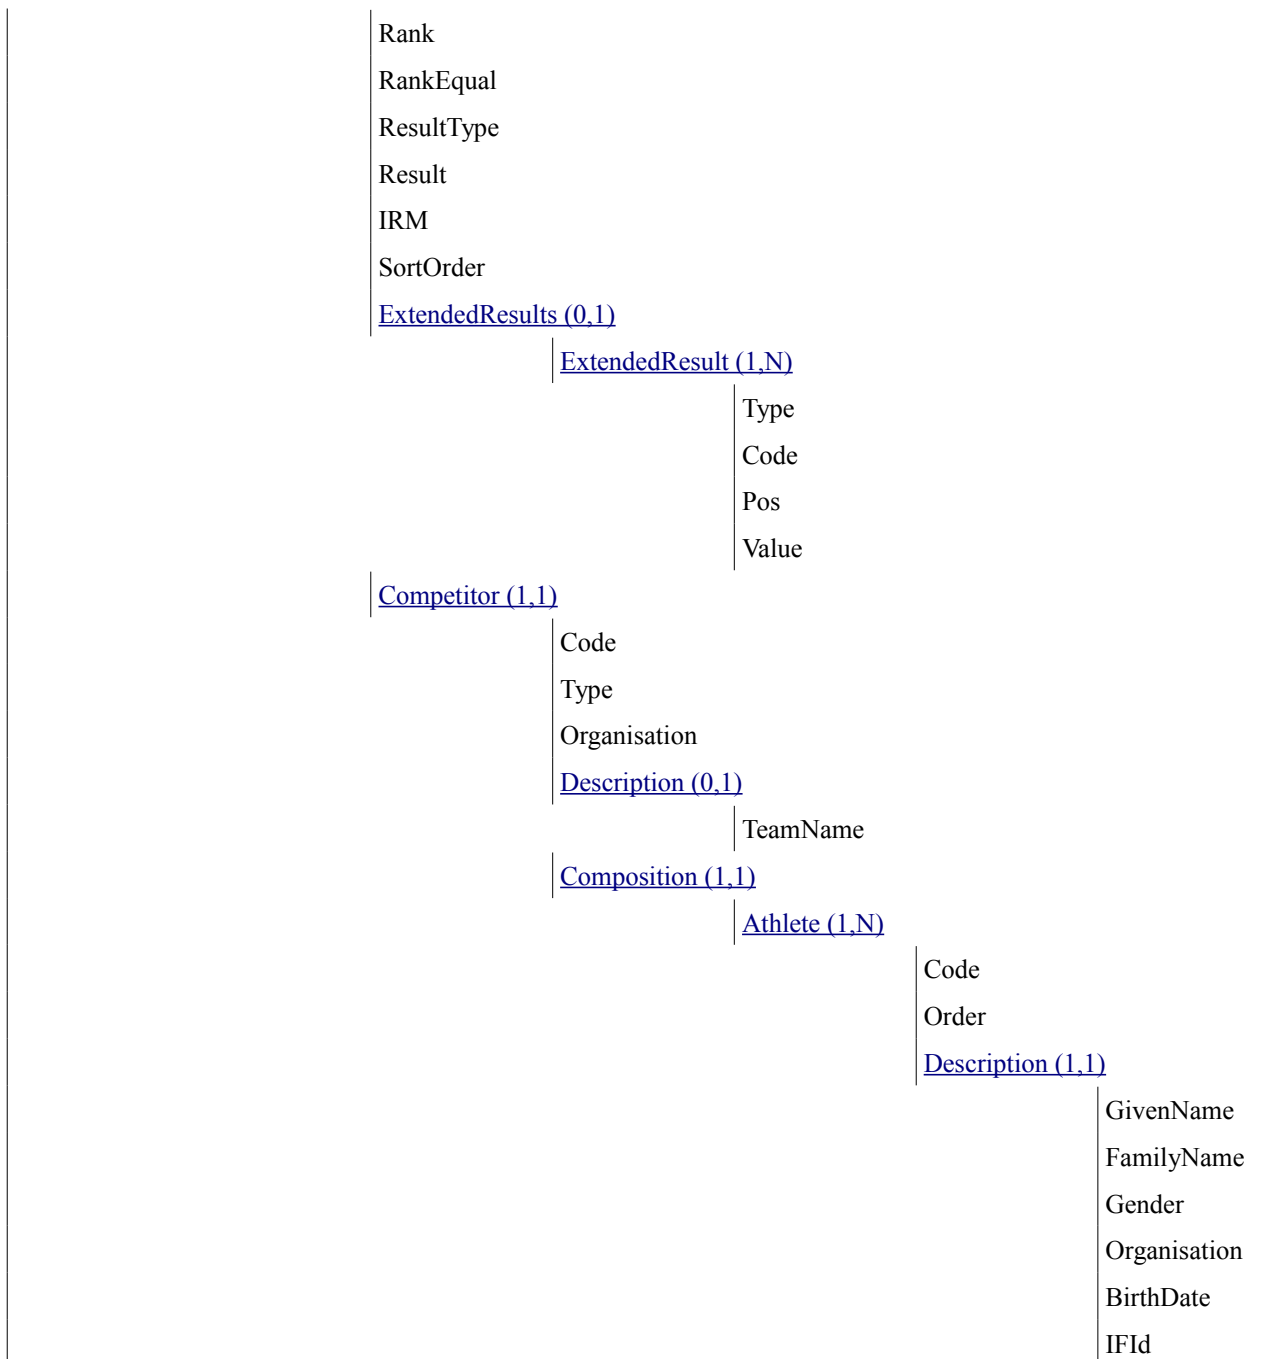 Rank
RankEqual
ResultType
Result
IRM
SortOrder
ExtendedResults (0,1)
ExtendedResult (1,N)
Type
Code
Pos
Value
Competitor (1,1)
Code
Type
Organisation
Description (0,1)
TeamName
Composition (1,1)
Athlete (1,N)
Code
Order
Description (1,1)
GivenName
FamilyName
Gender
Organisation
BirthDate
IFId